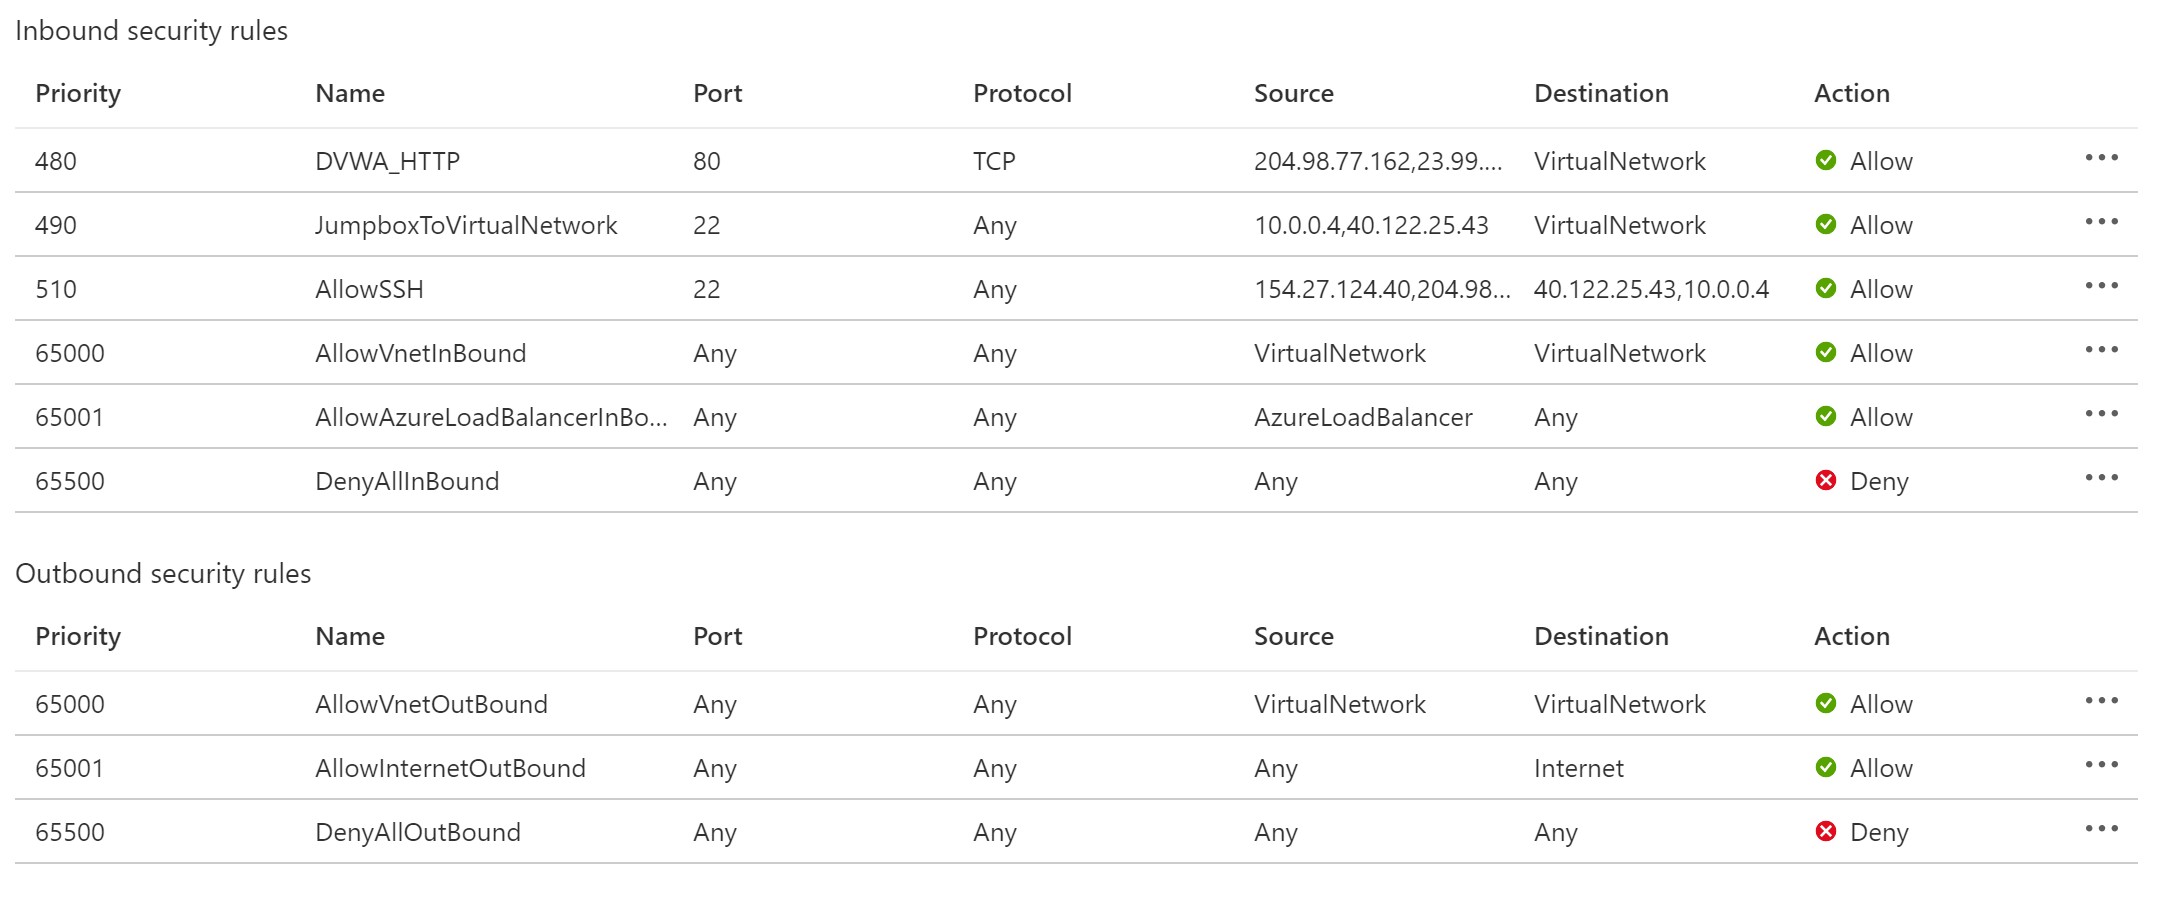 Inbound security rules
Priority Name Port Protocol Source Destination Action
480 DVWA_HTTP 80 TCP 204.98.77.162,23.99.... VirtualNetwork Allow
490 JumpboxToVirtualNetwork 22 Any 10.0.0.4,40.122.25.43 VirtualNetwork Allow
510 AllowSSH 22 Any 154.27.124.40,204.98... 40.122.25.43,10.0.0.4 Allow
65000 AllowVnetInBound Any Any VirtualNetwork VirtualNetwork Allow
65001 AllowAzureLoadBalancerInBo... Any Any AzureLoadBalancer Any Allow
65500 DenyAllInBound Any Any Any Any Deny
Outbound security rules
Priority Name Port Protocol Source Destination Action
65000 AllowVnetOutBound Any Any VirtualNetwork VirtualNetwork Allow
65001 AllowInternetOutBound Any Any Any Internet Allow
65500 DenyAllOutBound Any Any Any Any Deny